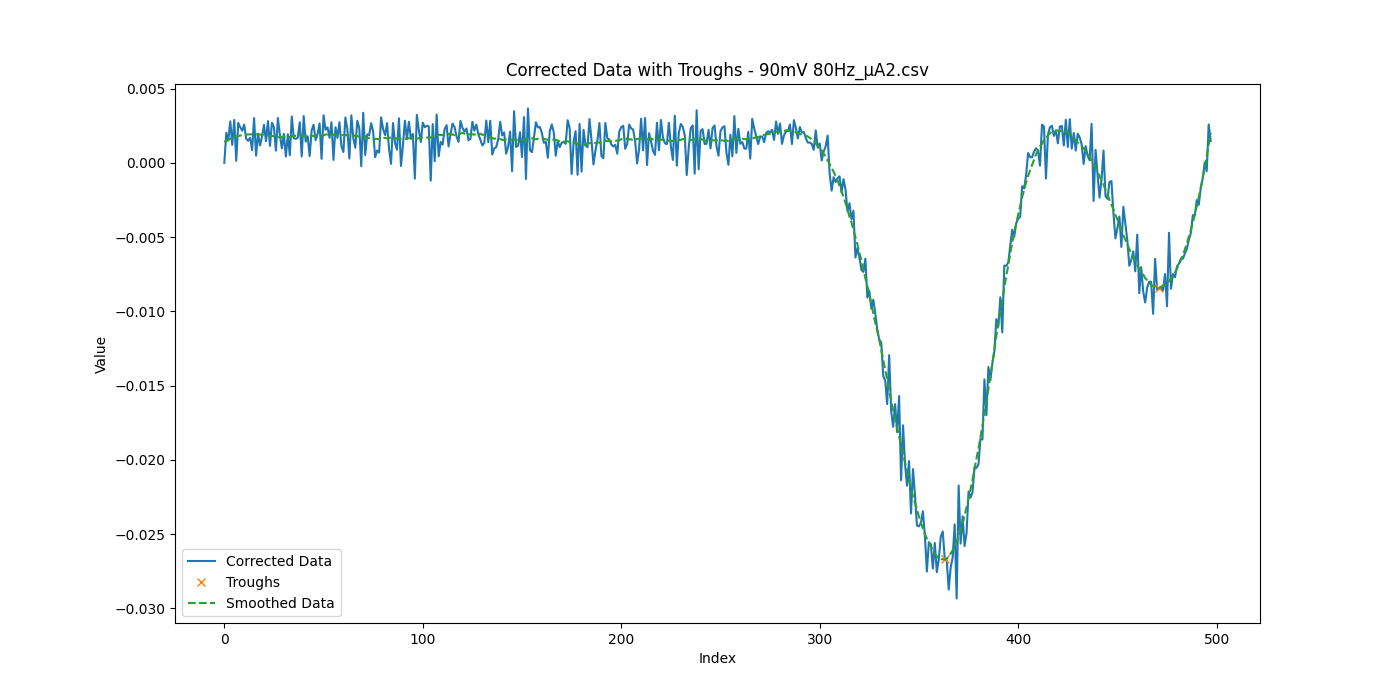 Corrected Data with Troughs - 90mV 80Hz_μA2.csv
0.005
0.000
−0.005
−0.010
−0.015
−0.020
−0.025
−0.030
Value
Corrected Data
Troughs
Smoothed Data
0 100 200 300 400 500
Index